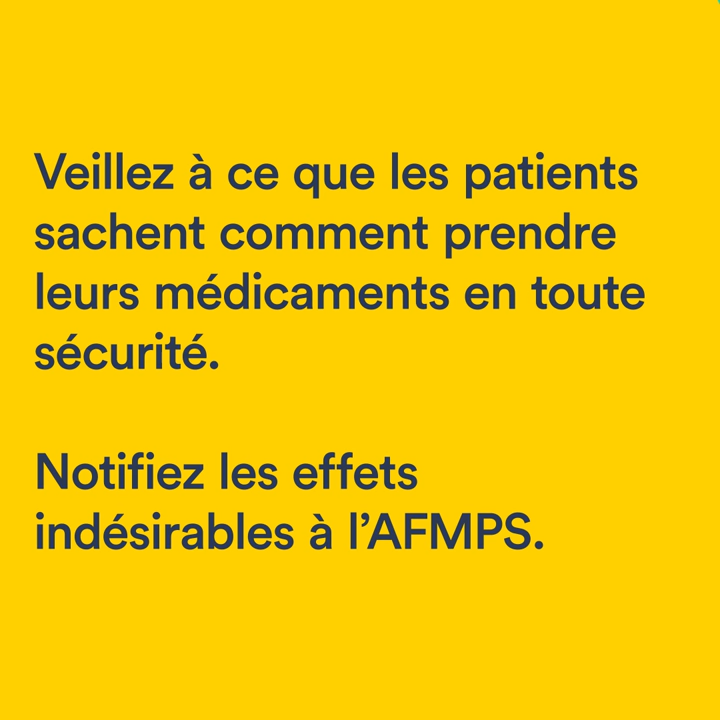 Veillez à ce que les patients
sachent comment prendre
leurs médicaments en toute
sécurité.
Notifiez les effets
indésirables à l’AFMPS.